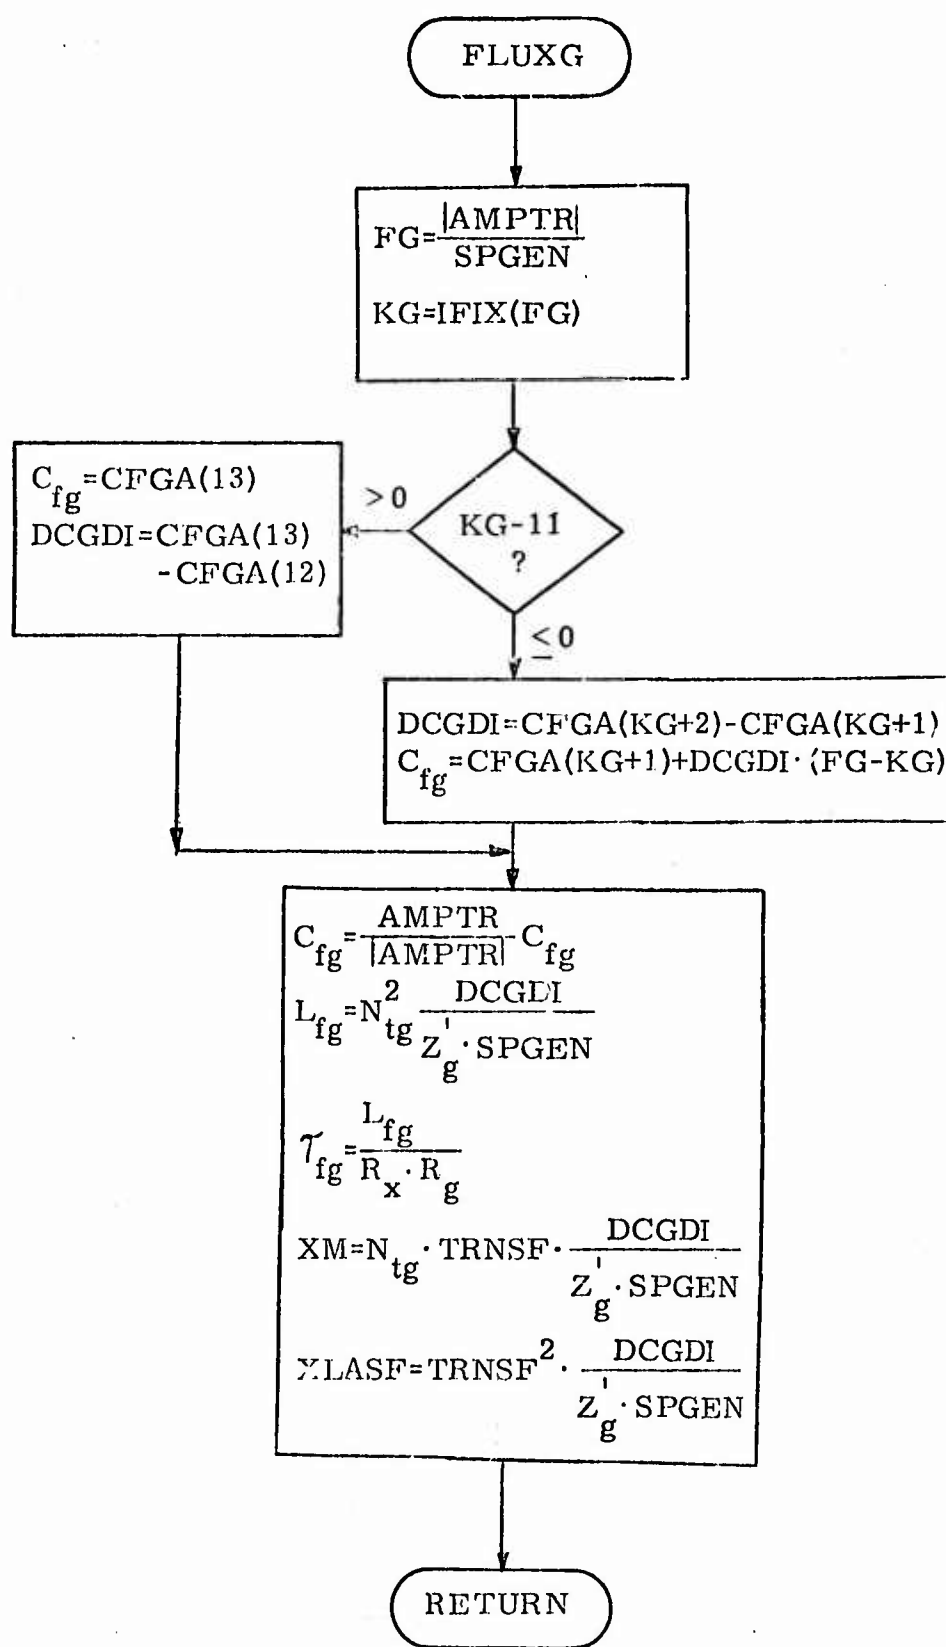 FLUXG
FG=|AMPTR|/SPGEN
KG=IFIX(FG)
C_fg=CFGA(13)
DCGDI=CFGA(13)
-CFGA(12)
>0
KG-11
?
≤0
DCGDI=CFGA(KG+2)-CFGA(KG+1)
C_fg=CFGA(KG+1)+DCGDI·(FG-KG)
C_fg=AMPTR/|AMPTR| - C_fg
L_fg=N_tg^2 DCGDI/Z_g'·SPGEN
τ_fg=L_fg/R_x·R_g
XM=N_tg·TRNSF·DCGDI/Z_g'·SPGEN
XLASF=TRNSF^2·DCGDI/Z_g'·SPGEN
RETURN